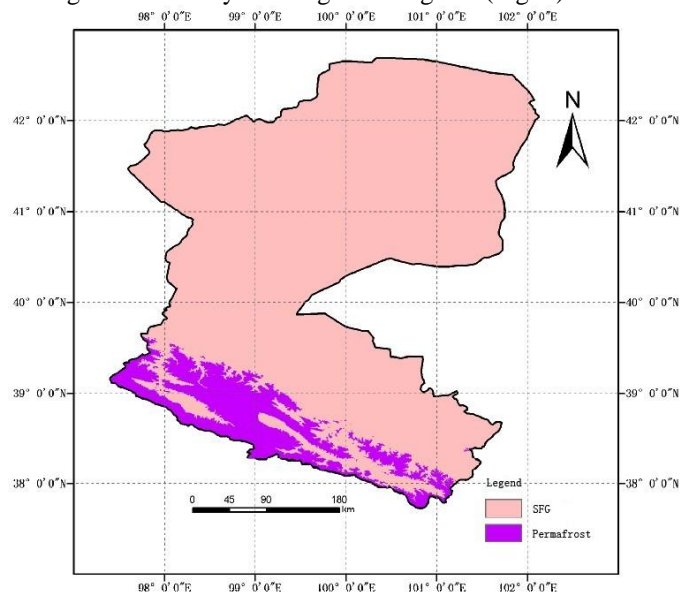 98° 0′0″E 99° 0′0″E 100° 0′0″E 101° 0′0″E 102° 0′0″E
N
42° 0′0″N 42° 0′0″N
41° 0′0″N 41° 0′0″N
40° 0′0″N 40° 0′0″N
39° 0′0″N 39° 0′0″N
38° 0′0″N 38° 0′0″N
Legend
SFG
Permafrost
0 45 90 180
km
98° 0′0″E 99° 0′0″E 100° 0′0″E 101° 0′0″E 102° 0′0″E